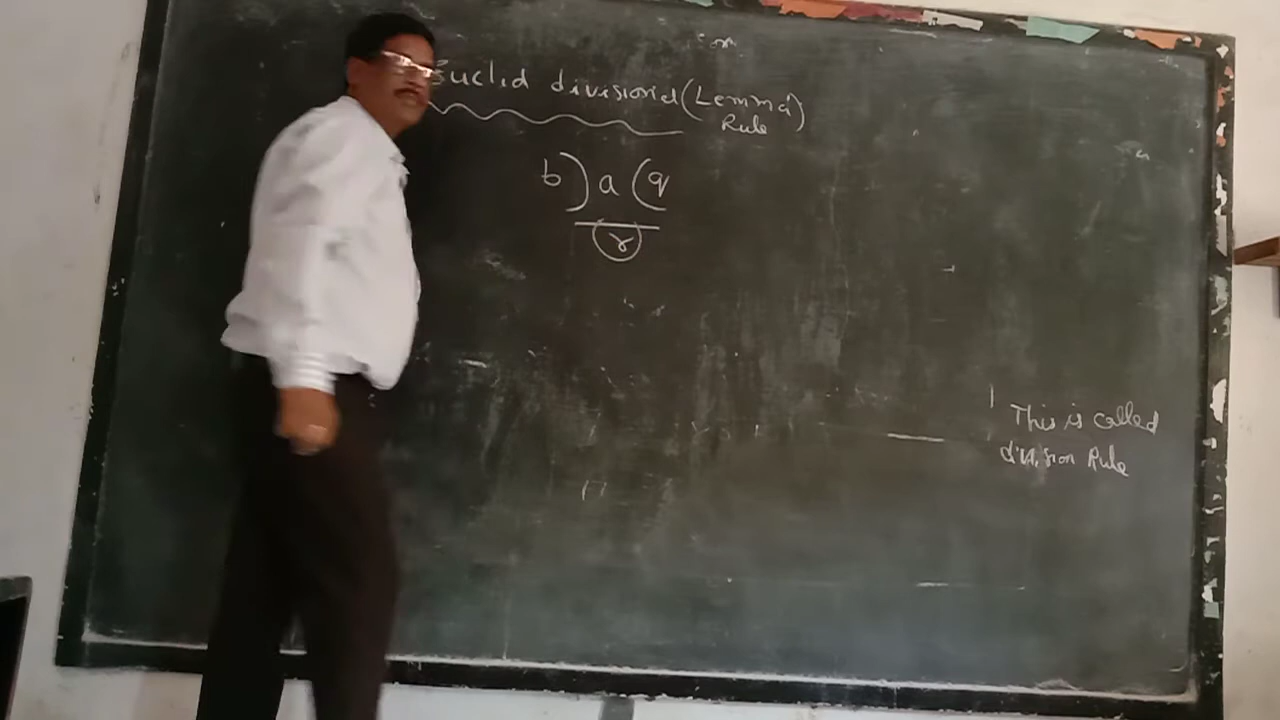 Euclid divisional (Lemma)
Rule
b ) a ( q
r
This is called
division Rule